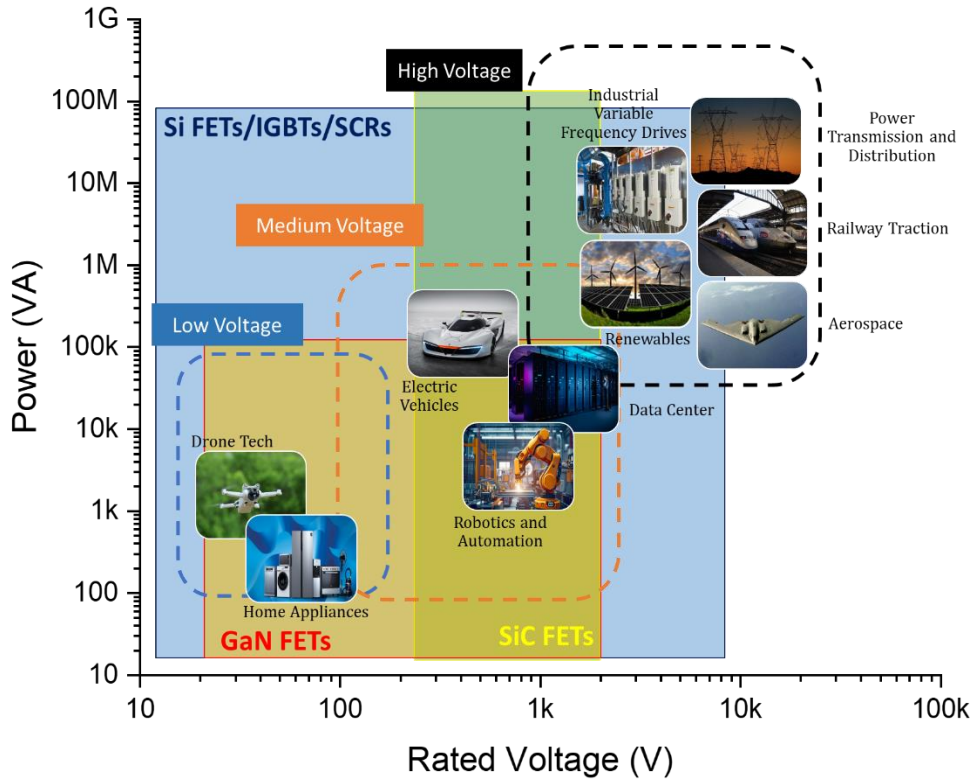 1G
100M
10M
1M
100k
10k
1k
100
10
Power (VA)
High Voltage
Si FETs/IGBTs/SCRs
Industrial
Variable
Frequency Drives
Power
Transmission and
Distribution
Medium Voltage
Railway Traction
Low Voltage
Renewables
Aerospace
Electric
Vehicles
Data Center
Drone Tech
Robotics and
Automation
Home Appliances
GaN FETs
SiC FETs
10
100
1k
10k
100k
Rated Voltage (V)